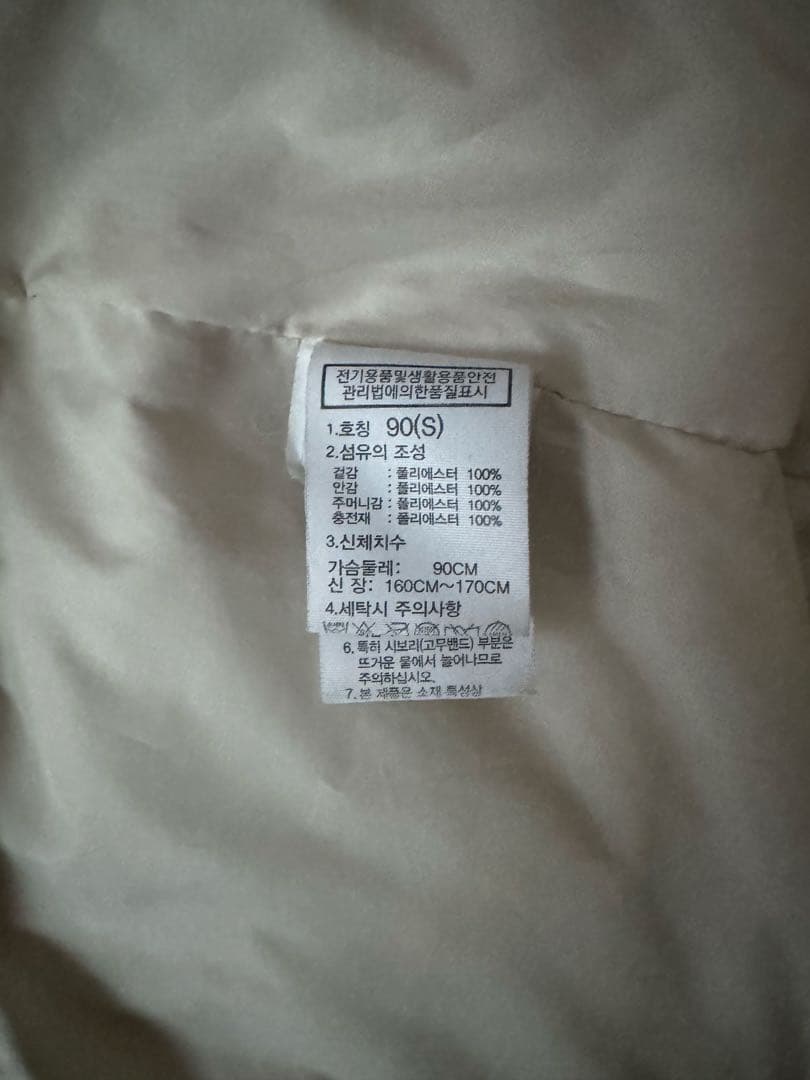 전기용품및생활용품안전
관리법에의한품질표시
1.호칭 90(S)
2.섬유의 조성
겉감 : 폴리에스터 100%
안감 : 폴리에스터 100%
주머니감 : 폴리에스터 100%
충전재 : 폴리에스터 100%
3.신체치수
가슴둘레: 90CM
신 장: 160CM~170CM
4.세탁시 주의사항
6. 특히 시보리(고무밴드) 부분은
뜨거운 물에서 늘어나므로
주의하십시오.
7. 본 제품은 소재 특성상